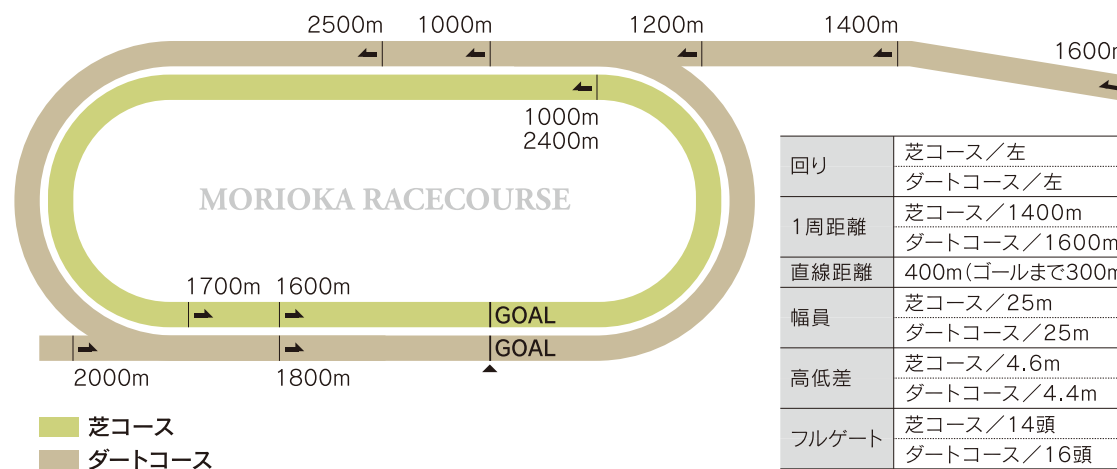 2500m 1000m 1200m 1400m
1600m
1000m
2400m
MORIOKA RACECOURSE
1700m 1600m
GOAL
GOAL
2000m 1800m
芝コース
ダートコース
回り
芝コース／左
ダートコース／左
1周距離
芝コース／1400m
ダートコース／1600m
直線距離
400m(ゴールまで300m
幅員
芝コース／25m
ダートコース／25m
高低差
芝コース／4.6m
ダートコース／4.4m
フルゲート
芝コース／14頭
ダートコース／16頭